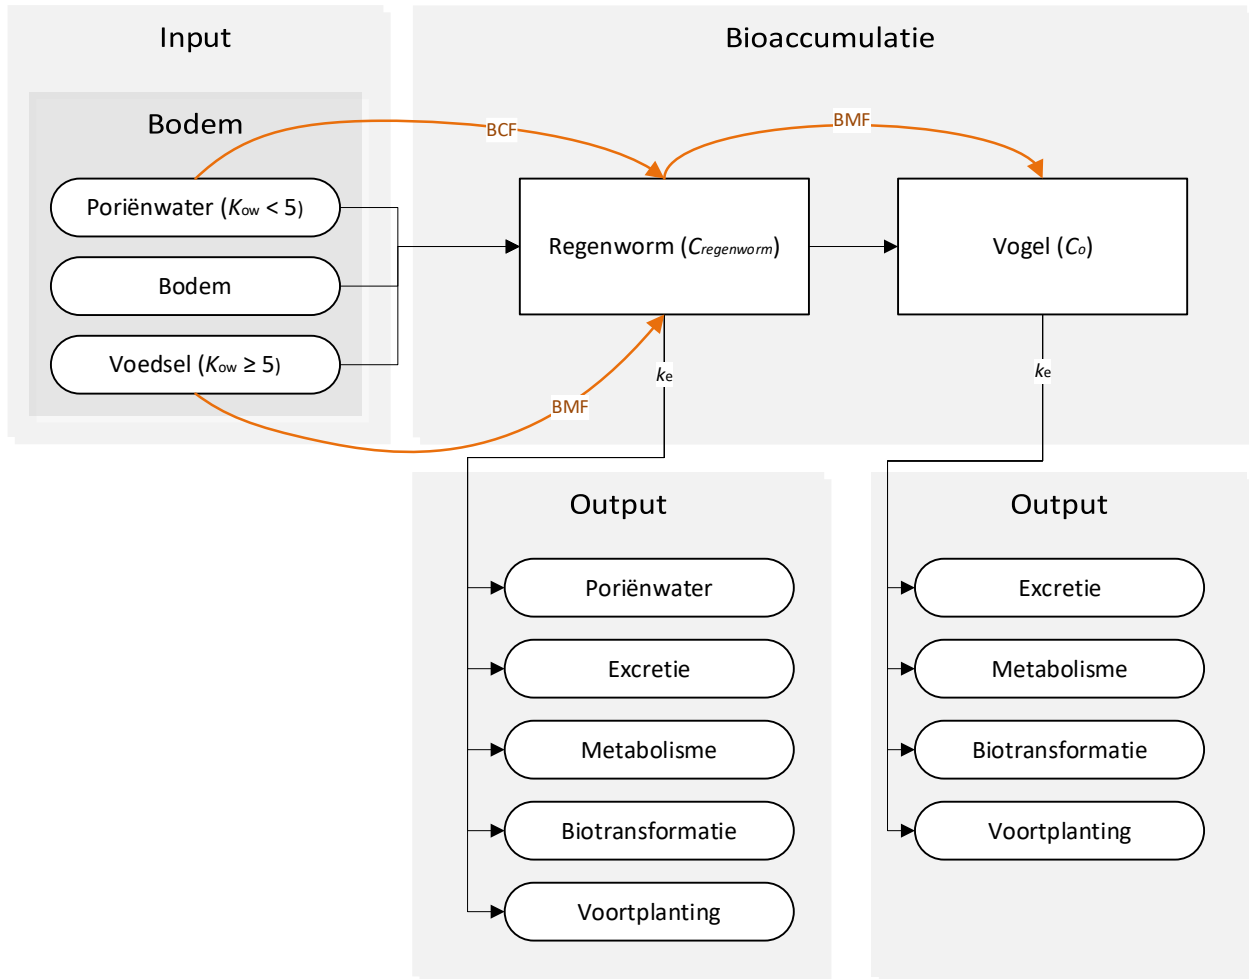 Input
Bioaccumulatie
Bodem
BCF
BMF
Poriënwater (Kow < 5)
Bodem
Voedsel (Kow ≥ 5)
Regenworm (Cregenworm)
Vogel (Co)
BMF
ke
ke
Output
Poriënwater
Excretie
Metabolisme
Biotransformatie
Voortplanting
Output
Excretie
Metabolisme
Biotransformatie
Voortplanting